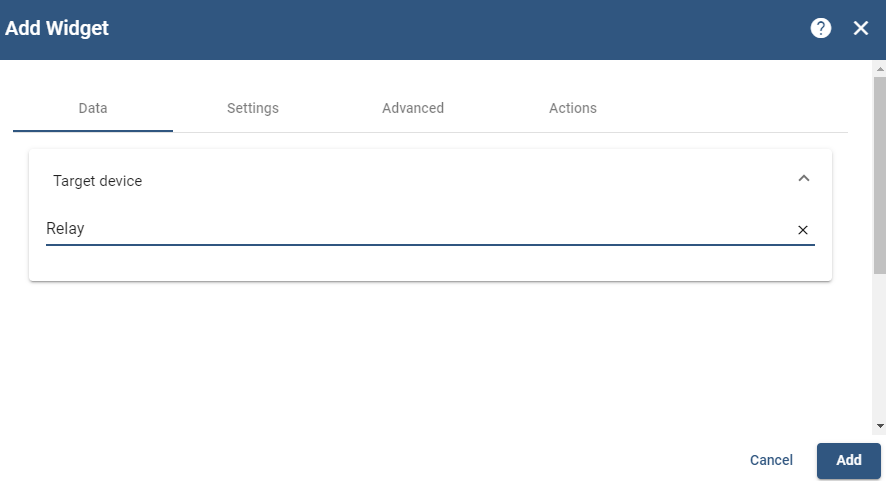 Add Widget
?
Data Settings Advanced Actions
Target device
Relay
Cancel Add